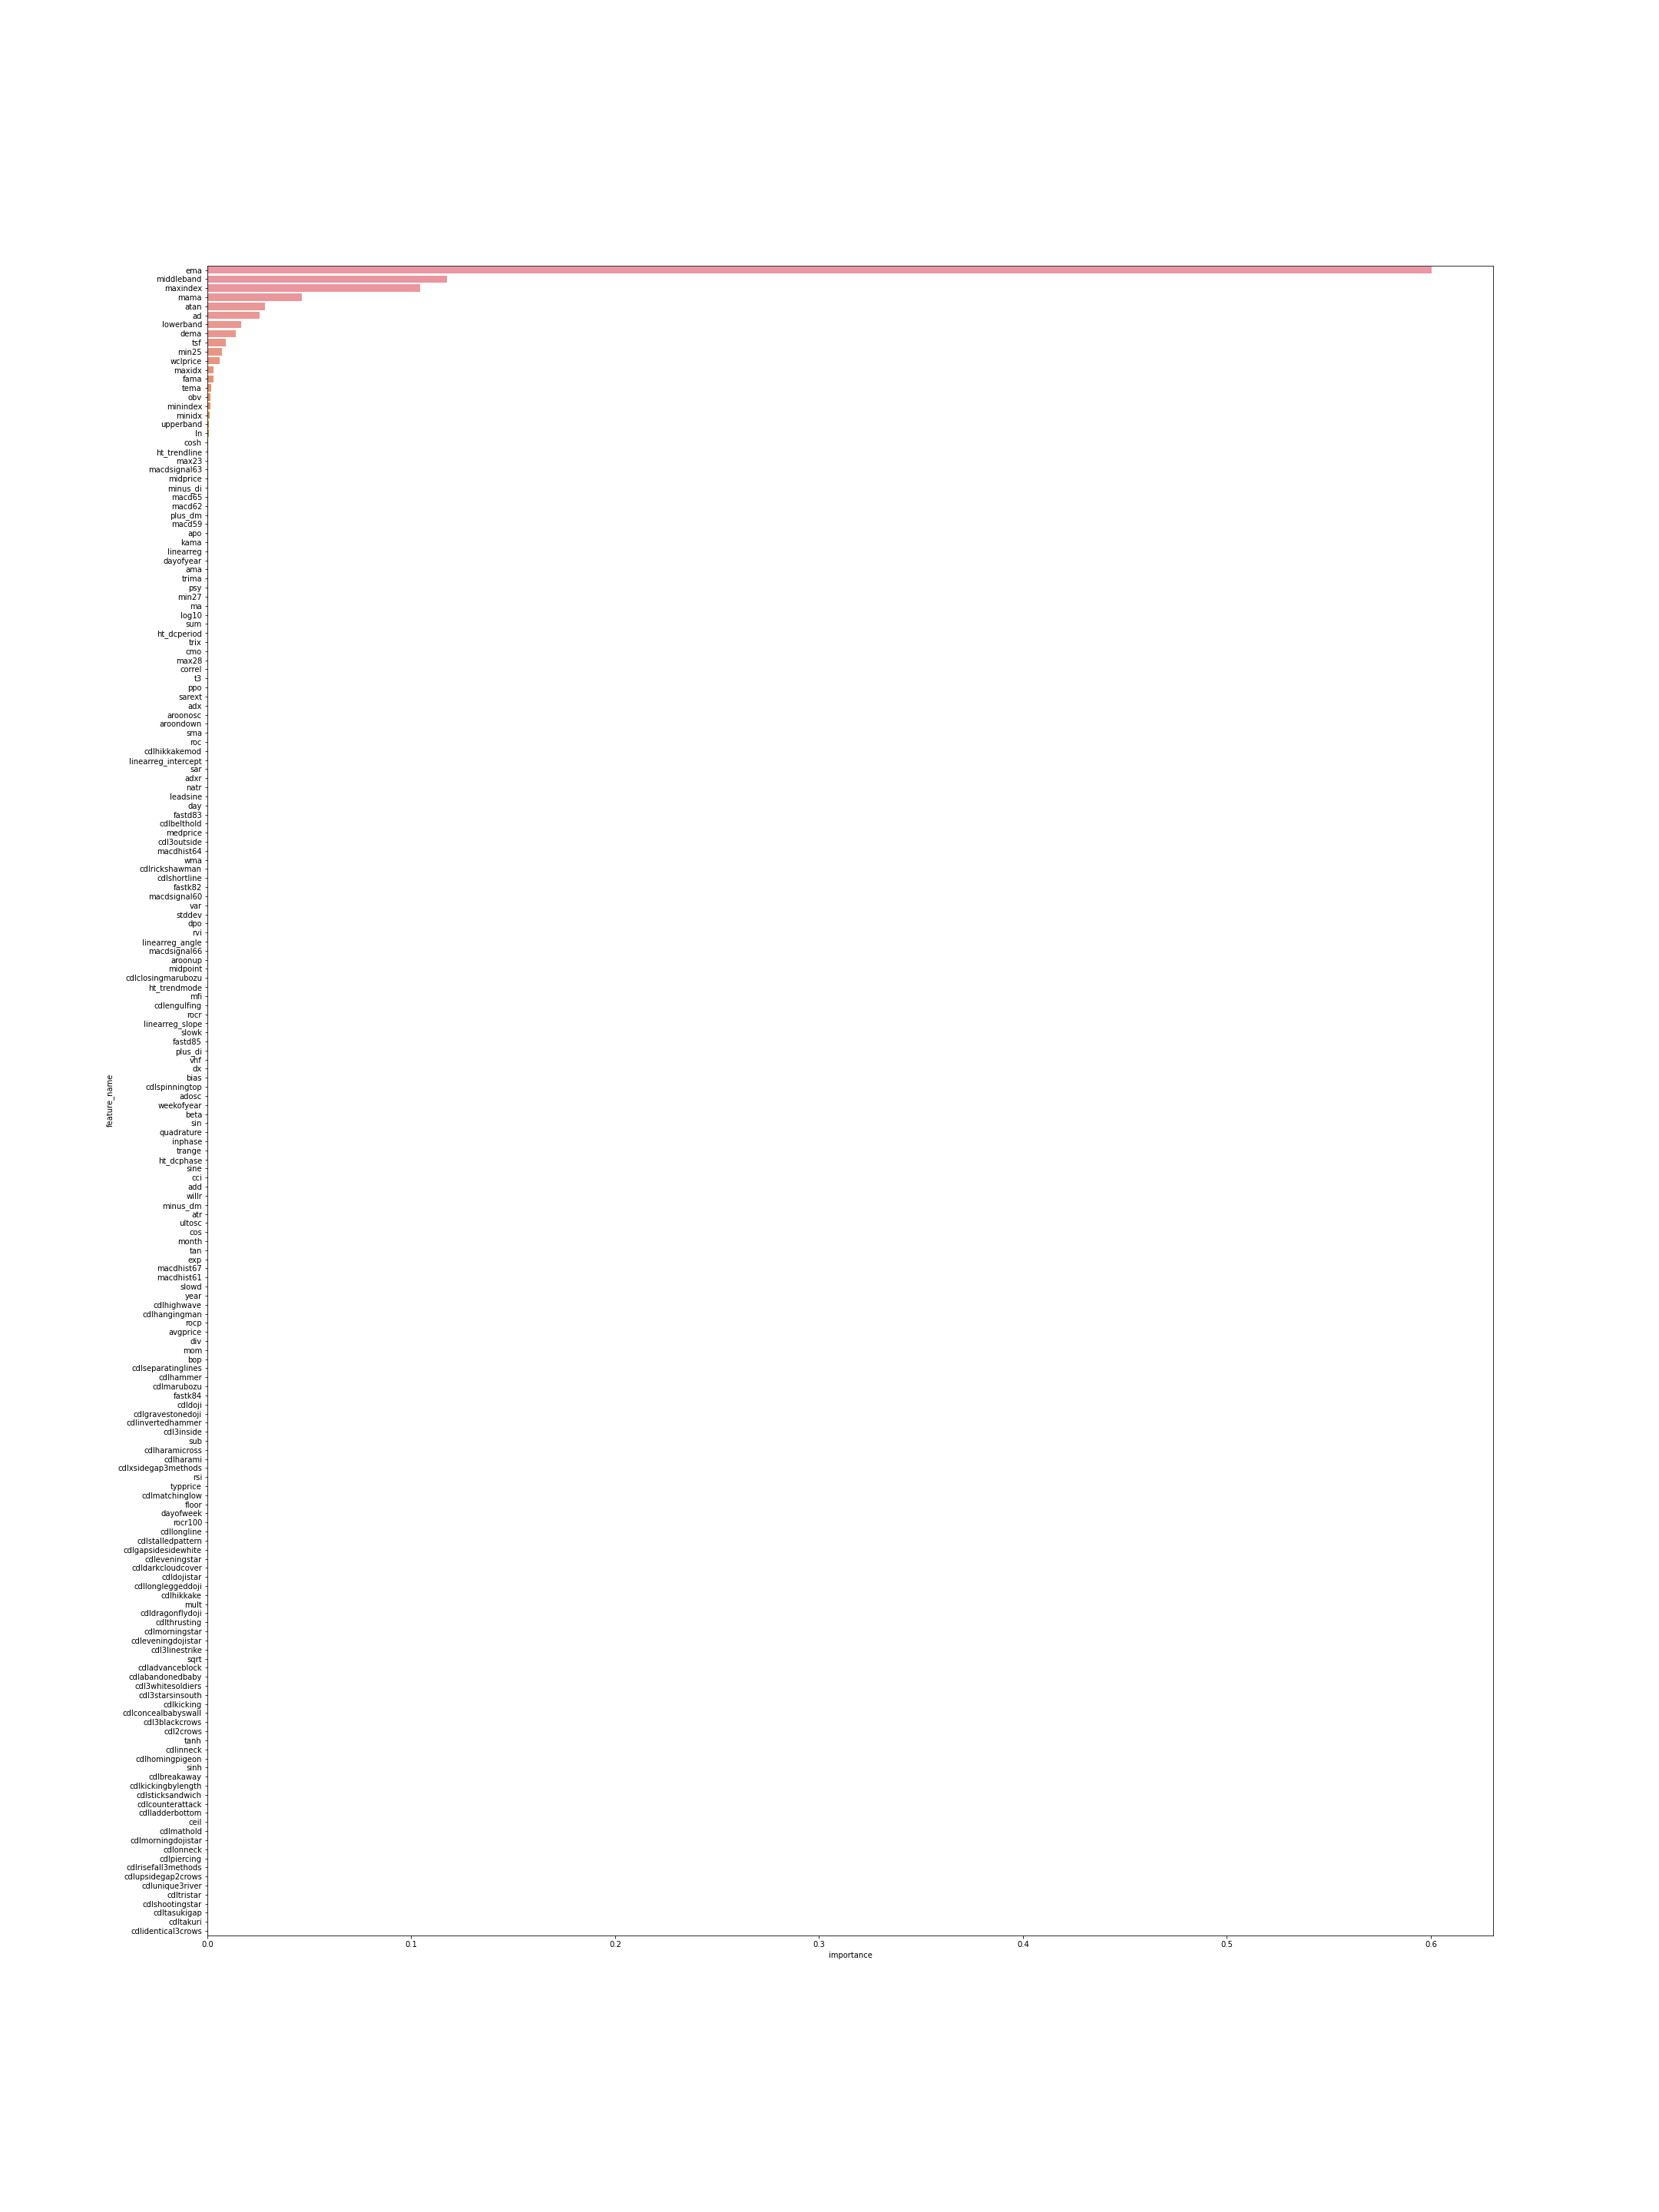 ema
middleband
maxindex
mama
atan
ad
lowerband
dema
tsf
min25
wclprice
maxidx
fama
tema
obv
minindex
minidx
upperband
ln
cosh
ht_trendline
max23
macdsignal63
midprice
minus_di
macd65
macd62
plus_dm
macd59
apo
kama
linearreg
dayofyear
ama
trima
psy
min27
ma
log10
sum
ht_dcperiod
trix
cmo
max28
correl
t3
ppo
sarext
adx
aroonosc
aroondown
sma
roc
cdlhikkakemod
linearreg_intercept
sar
adxr
natr
leadsine
day
fastd83
cdlbelthold
medprice
cdl3outside
macdhist64
wma
cdlrickshawman
cdlshortline
fastk82
macdsignal60
var
stddev
dpo
rvi
linearreg_angle
macdsignal66
aroonup
midpoint
cdlclosingmarubozu
ht_trendmode
mfi
cdlengulfing
rocr
linearreg_slope
slowk
fastd85
plus_di
vhf
dx
bias
cdlspinningtop
adosc
weekofyear
beta
sin
quadrature
inphase
trange
ht_dcphase
sine
cci
add
willr
minus_dm
atr
ultosc
cos
month
tan
exp
macdhist67
macdhist61
slowd
year
cdlhighwave
cdlhangingman
rocp
avgprice
div
mom
bop
cdlseparatinglines
cdlhammer
cdlmarubozu
fastk84
cdldoji
cdlgravestonedoji
cdlinvertedhammer
cdl3inside
sub
cdlharamicross
cdlharami
cdlxsidegap3methods
rsi
typprice
cdlmatchinglow
floor
dayofweek
rocr100
cdllongline
cdlstalledpattern
cdlgapsidesidewhite
cdleveningstar
cdldarkcloudcover
cdldojistar
cdllongleggeddoji
cdlhikkake
mult
cdldragonflydoji
cdlthrusting
cdlmorningstar
cdleveningdojistar
cdl3linestrike
sqrt
cdladvanceblock
cdlabandonedbaby
cdl3whitesoldiers
cdl3starsinsouth
cdlkicking
cdlconcealbabyswall
cdl3blackcrows
cdl2crows
tanh
cdlinneck
cdlhomingpigeon
sinh
cdlbreakaway
cdlkickingbylength
cdlsticksandwich
cdlcounterattack
cdlladderbottom
ceil
cdlmathold
cdlmorningdojistar
cdlonneck
cdlpiercing
cdlrisefall3methods
cdlupsidegap2crows
cdlunique3river
cdltristar
cdlshootingstar
cdltasukigap
cdltakuri
cdlidentical3crows
feature_name
0.0 0.1 0.2 0.3 0.4 0.5 0.6
importance